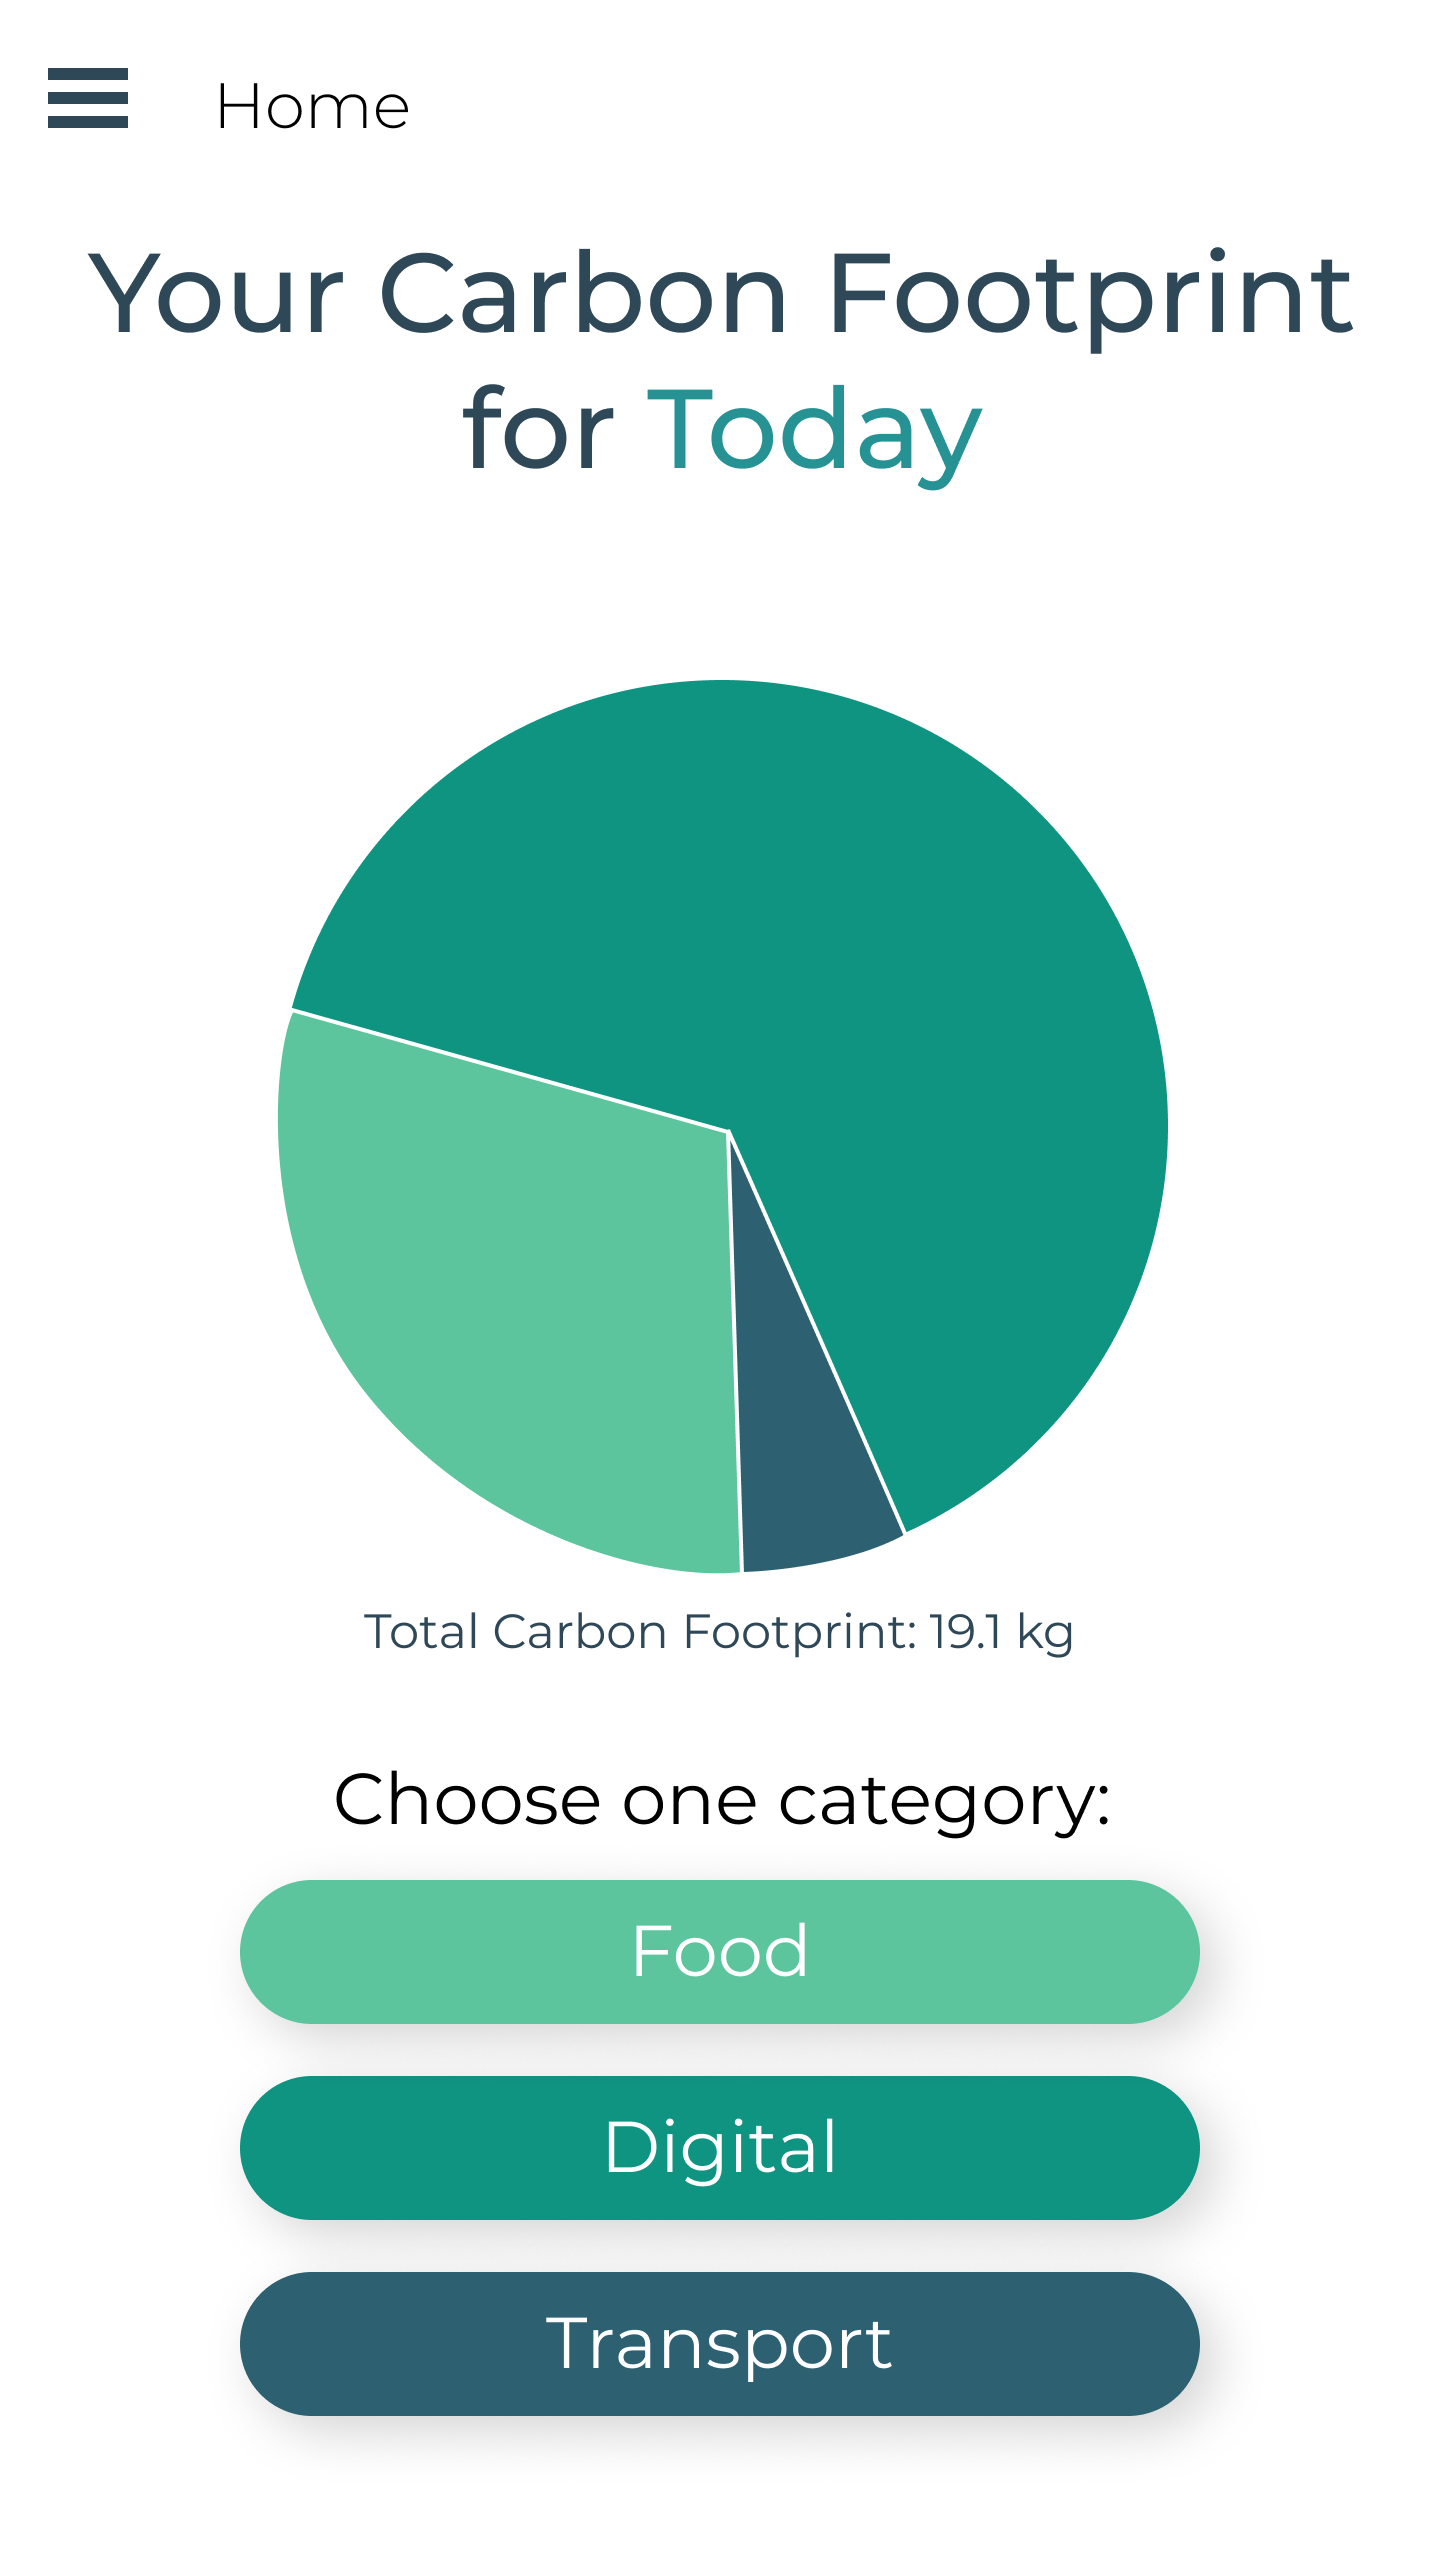 Home
Your Carbon Footprint
for Today
Total Carbon Footprint: 19.1 kg
Choose one category:
Food
Digital
Transport